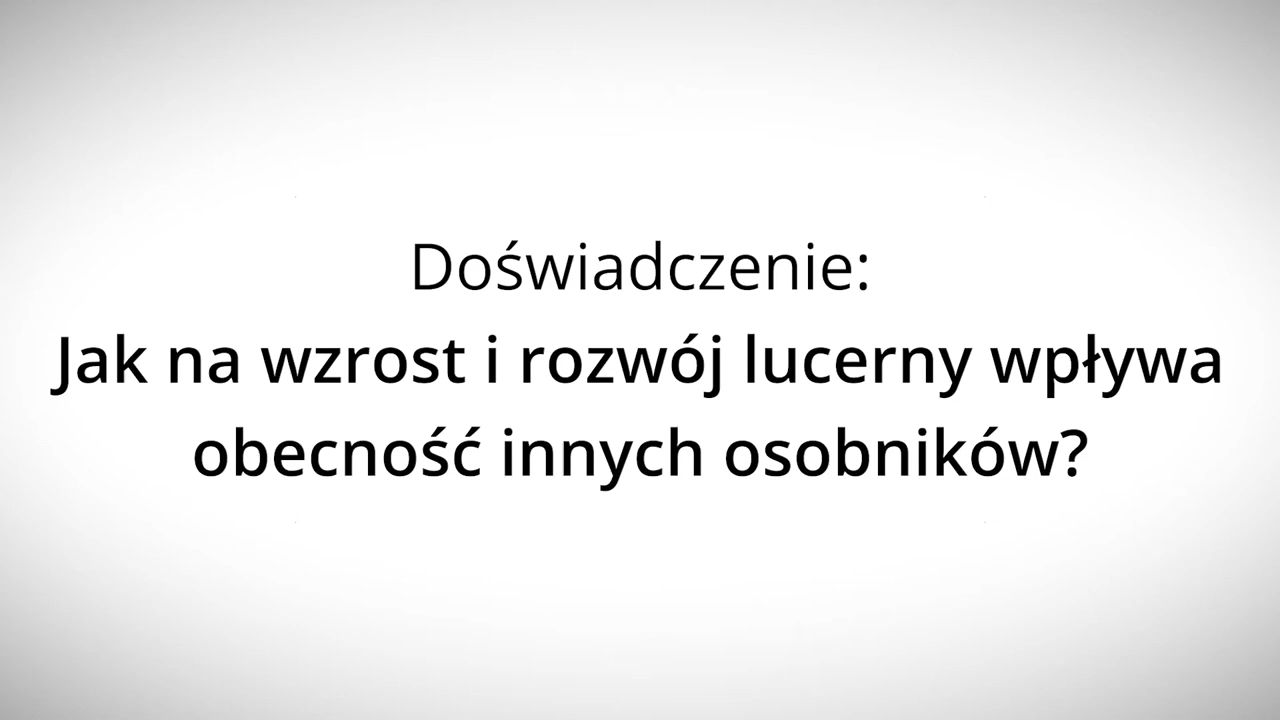 Doświadczenie:
Jak na wzrost i rozwój lucerny wpływa
obecność innych osobników?